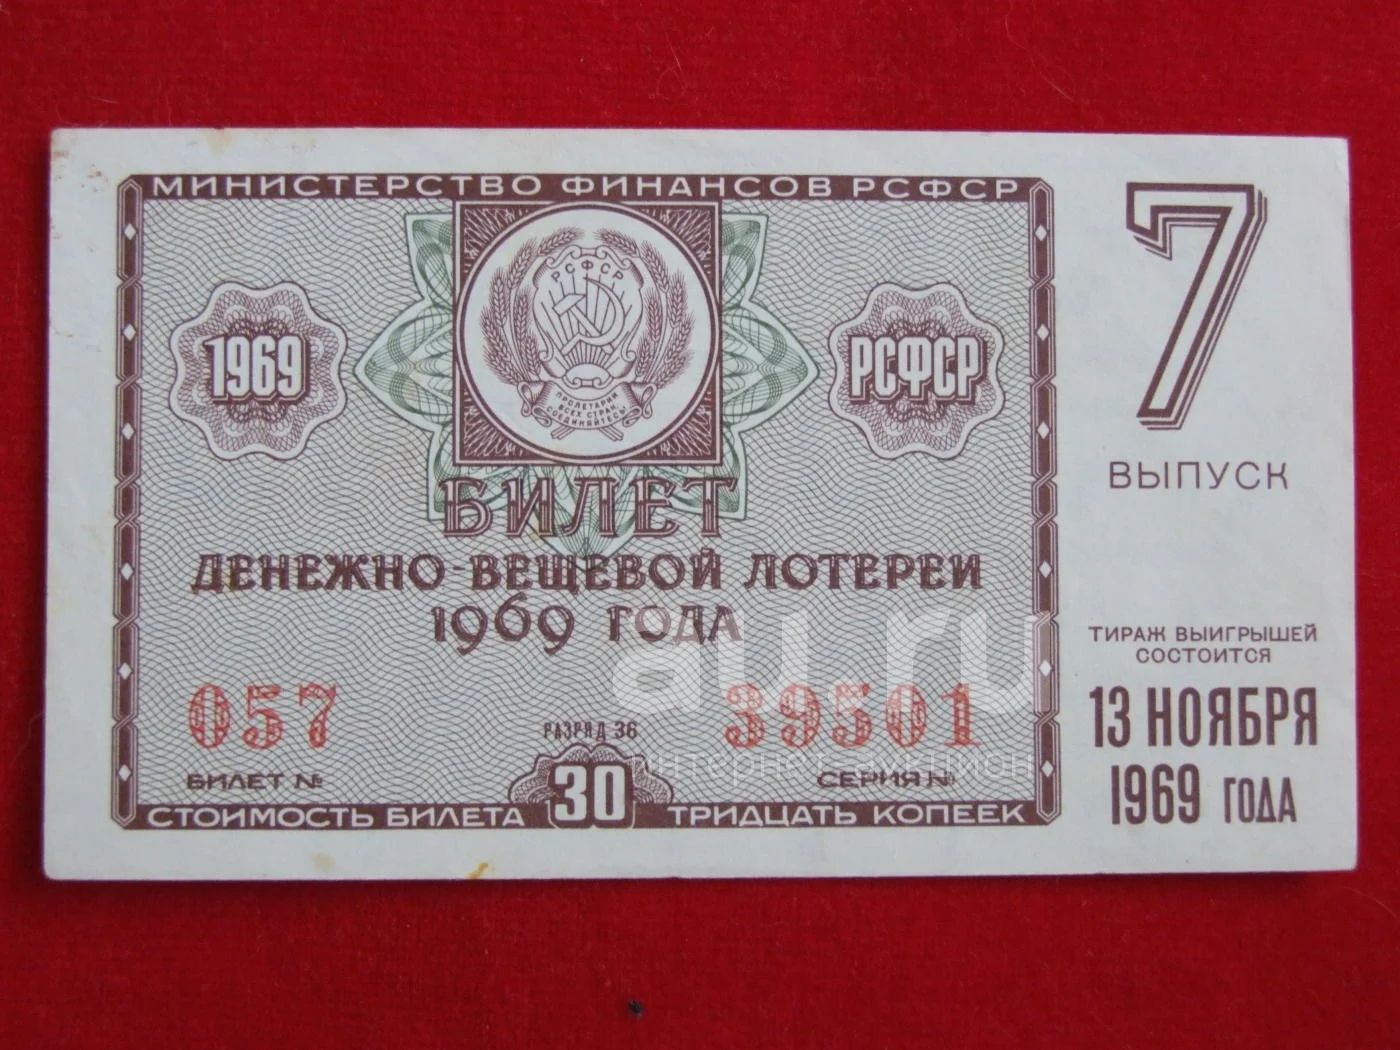 МИНИСТЕРСТВО ФИНАНСОВ РСФСР
7
ВЫПУСК
РСФСР
ПРОЛЕТАРИИ
ВСЕХ СТРАН,
СОЕДИНЯЙТЕСЬ!
1969
РСФСР
БИЛЕТ
ДЕНЕЖНО-ВЕЩЕВОЙ ЛОТЕРЕИ
1969 ГОДА
057
РАЗРЯД 36
39501
БИЛЕТ №
СЕРИЯ №
СТОИМОСТЬ БИЛЕТА 30 ТРИДЦАТЬ КОПЕЕК
ТИРАЖ ВЫИГРЫШЕЙ
СОСТОИТСЯ
13 НОЯБРЯ
1969 ГОДА
au.ru
интернет аукцион